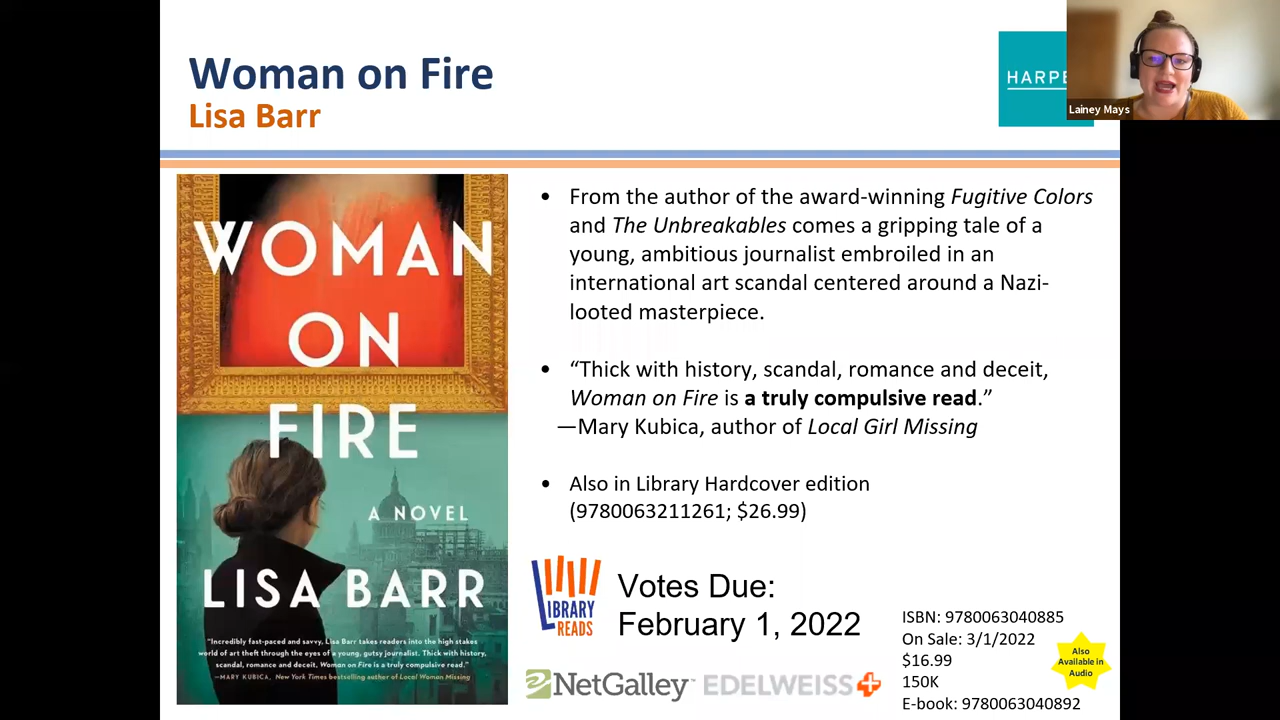 Woman on Fire
Lisa Barr
HARPE
Lainey Mays
WOMAN
ON
FIRE
A NOVEL
LISA BARR
"Incredibly fast-paced and savvy, Lisa Barr takes readers into the high stakes
world of art theft through the eyes of a young, gutsy journalist. Thick with history,
scandal, romance and deceit, Woman on Fire is a truly compulsive read."
—MARY KUBICA, New York Times bestselling author of Local Woman Missing
• From the author of the award-winning Fugitive Colors
and The Unbreakables comes a gripping tale of a
young, ambitious journalist embroiled in an
international art scandal centered around a Nazi-
looted masterpiece.
• “Thick with history, scandal, romance and deceit,
Woman on Fire is a truly compulsive read.”
—Mary Kubica, author of Local Girl Missing
• Also in Library Hardcover edition
(9780063211261; $26.99)
LIBRARY
READS
Votes Due:
February 1, 2022
NetGalley
EDELWEISS+
ISBN: 9780063040885
On Sale: 3/1/2022
$16.99
150K
E-book: 9780063040892
Also
Available in
Audio